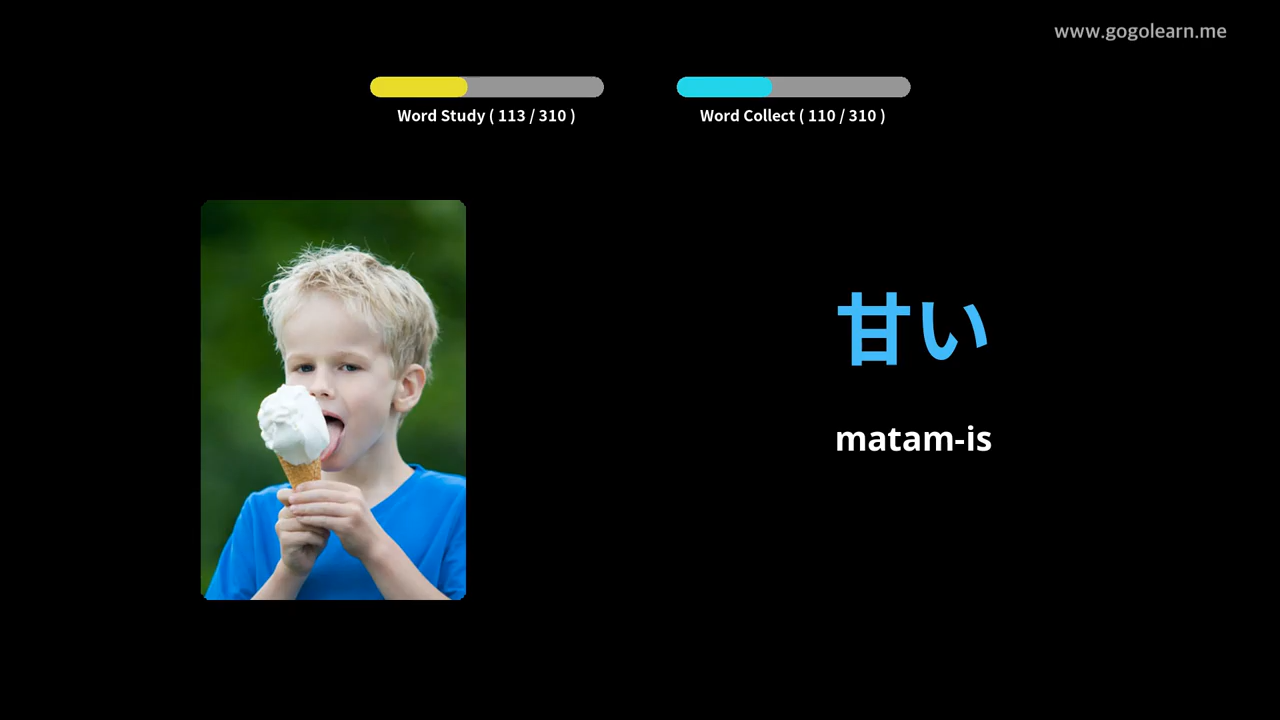 www.gogolearn.me
Word Study ( 113 / 310 )
Word Collect ( 110 / 310 )
甘い
matam-is